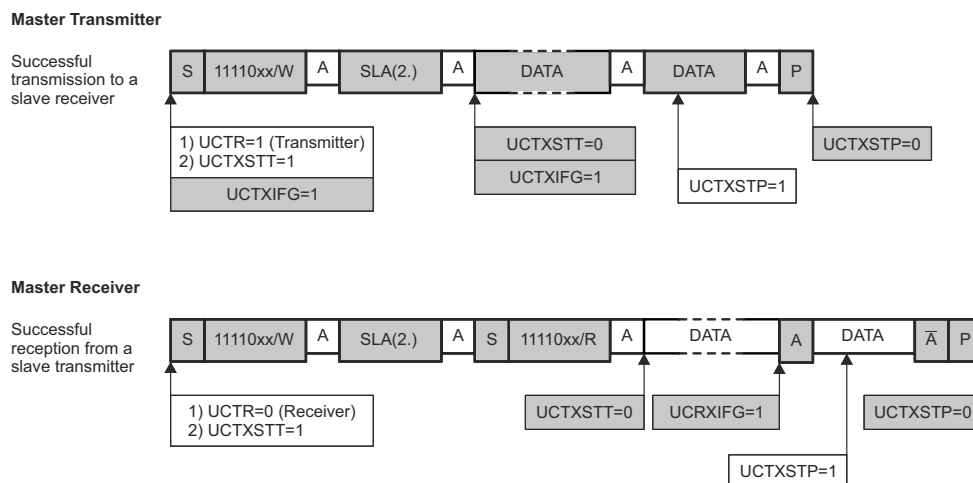 Master Transmitter
Successful
transmission to a
slave receiver
S 11110xx/W A SLA(2.) A DATA A DATA A P
1) UCTR=1 (Transmitter)
2) UCTXSTT=1
UCTXIFG=1
UCTXSTT=0
UCTXIFG=1
UCTXSTP=1
UCTXSTP=0
Master Receiver
Successful
reception from a
slave transmitter
S 11110xx/W A SLA(2.) A S 11110xx/R A DATA A DATA A̅ P
1) UCTR=0 (Receiver)
2) UCTXSTT=1
UCTXSTT=0
UCRXIFG=1
UCTXSTP=1
UCTXSTP=0